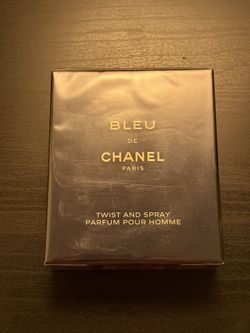 BLEU
DE
CHANEL
PARIS
TWIST AND SPRAY
PARFUM POUR HOMME